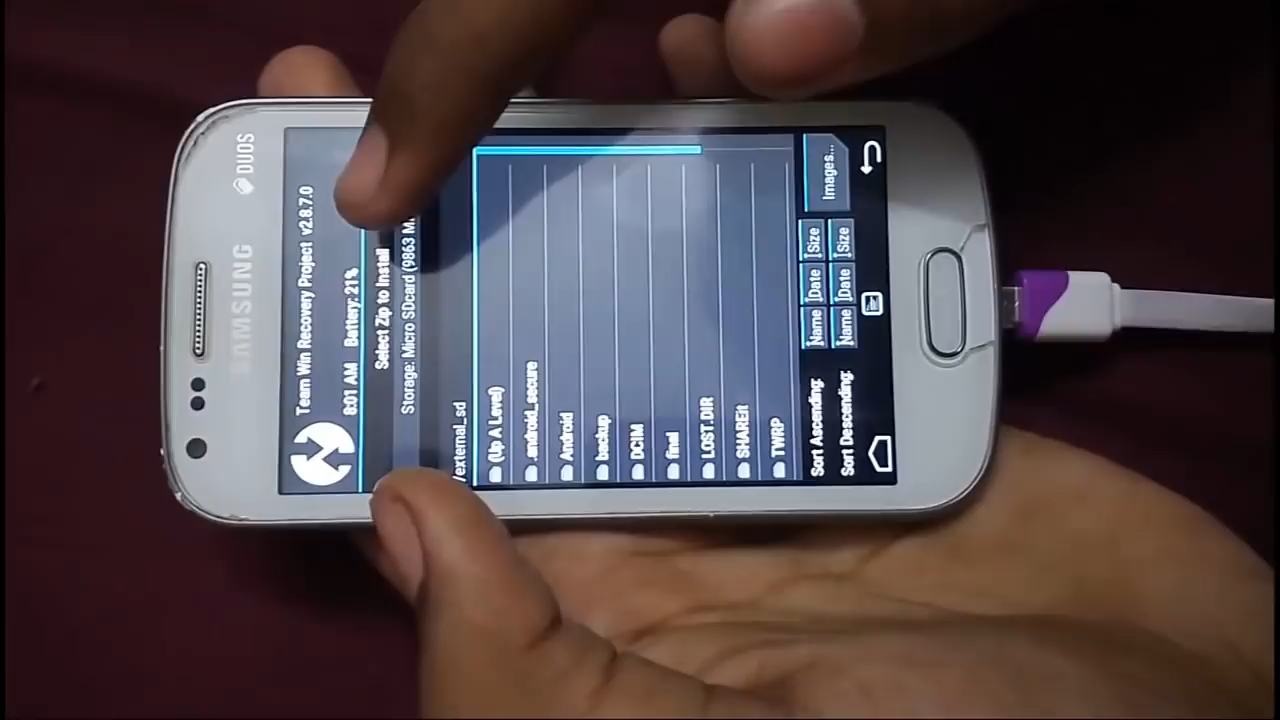 SAMSUNG
DUOS
Team Win Recovery Project v2.8.7.0
8:01 AM Battery: 21%
Select Zip to Install
Storage: Micro SDcard (9863
/external_sd
(Up A Level)
.android_secure
Android
backup
DCIM
final
LOST.DIR
SHAREit
TWRP
Sort Ascending: Name Date Size
Sort Descending: Name Date Size
Images...